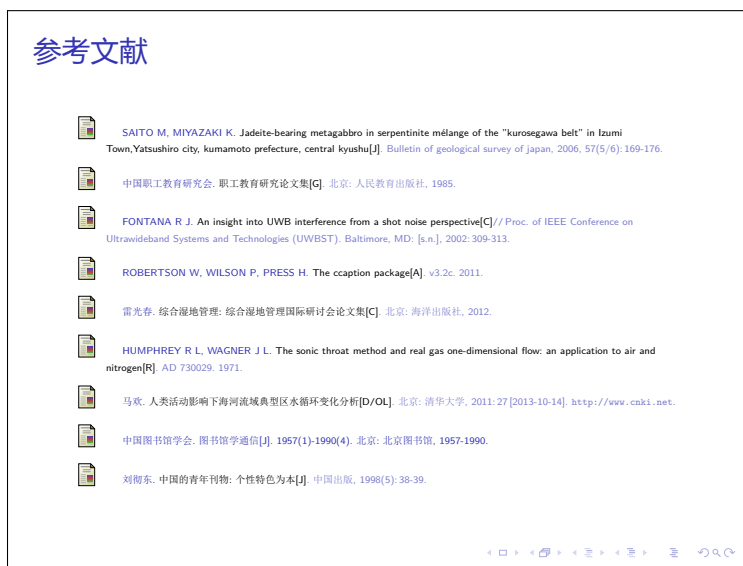 参考文献
SAITO M, MIYAZAKI K. Jadeite-bearing metagabbro in serpentinite mélange of the "kurosegawa belt" in Izumi
Town,Yatsushiro city, kumamoto prefecture, central kyushu[J]. Bulletin of geological survey of japan, 2006, 57(5/6): 169-176.
中国职工教育研究会. 职工教育研究论文集[G]. 北京: 人民教育出版社, 1985.
FONTANA R J. An insight into UWB interference from a shot noise perspective[C]//Proc. of IEEE Conference on
Ultrawideband Systems and Technologies (UWBST). Baltimore, MD: [s.n.], 2002: 309-313.
ROBERTSON W, WILSON P, PRESS H. The ccaption package[A]. v3.2c. 2011.
雷光春. 综合湿地管理: 综合湿地管理国际研讨会论文集[C]. 北京: 海洋出版社, 2012.
HUMPHREY R L, WAGNER J L. The sonic throat method and real gas one-dimensional flow: an application to air and
nitrogen[R]. AD 730029. 1971.
马欢. 人类活动影响下海河流域典型区水循环变化分析[D/OL]. 北京: 清华大学, 2011: 27 [2013-10-14]. http://www.cnki.net.
中国图书馆学会. 图书馆学通信[J]. 1957(1)-1990(4). 北京: 北京图书馆, 1957-1990.
刘彻东. 中国的青年刊物: 个性特色为本[J]. 中国出版, 1998(5): 38-39.